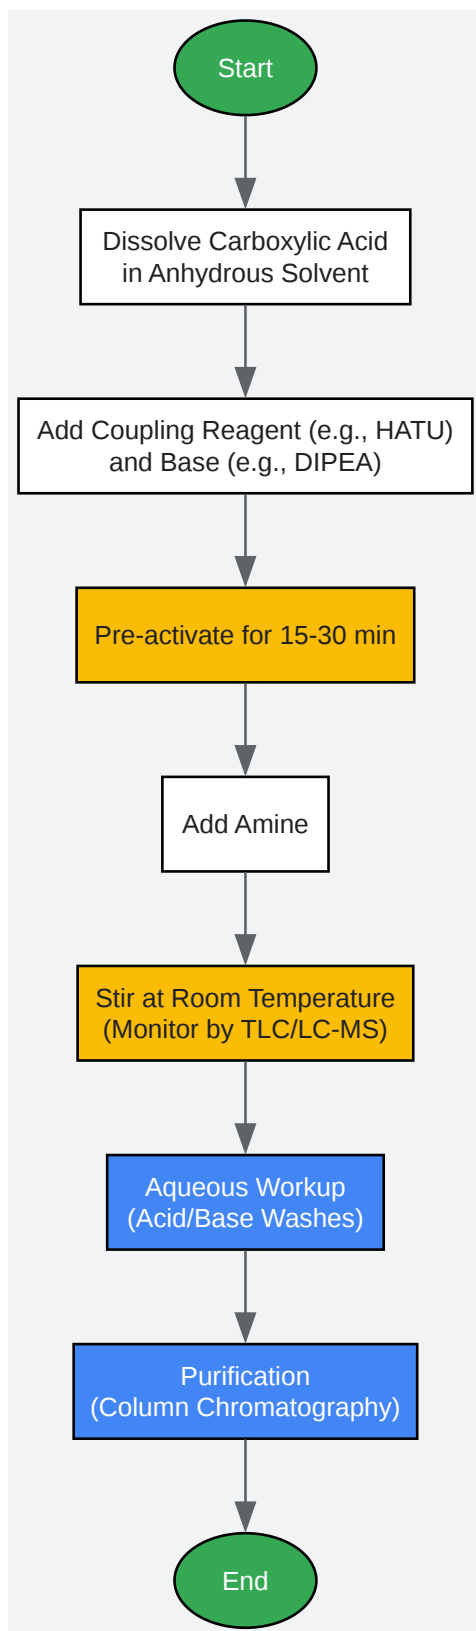 Start
Dissolve Carboxylic Acid
in Anhydrous Solvent
Add Coupling Reagent (e.g., HATU)
and Base (e.g., DIPEA)
Pre-activate for 15-30 min
Add Amine
Stir at Room Temperature
(Monitor by TLC/LC-MS)
Aqueous Workup
(Acid/Base Washes)
Purification
(Column Chromatography)
End